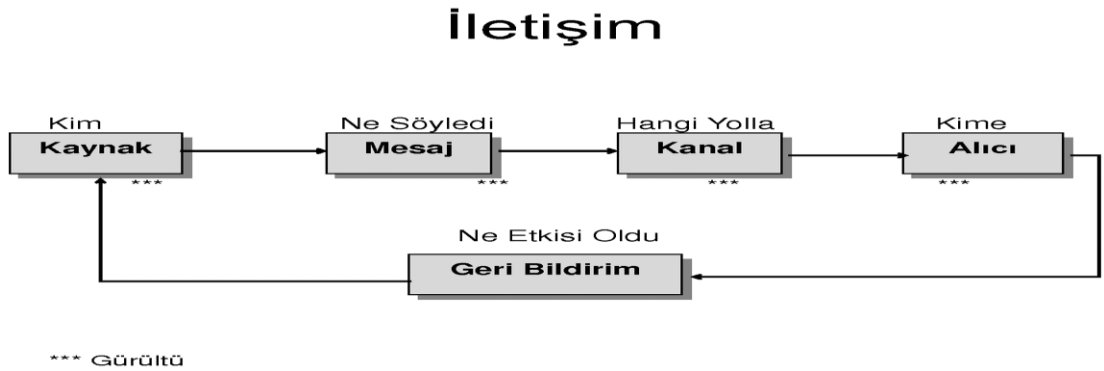 İletişim
Kim
Kaynak
***
Ne Söyledi
Mesaj
***
Hangi Yolla
Kanal
***
Kime
Alıcı
***
Ne Etkisi Oldu
Geri Bildirim
*** Gürültü